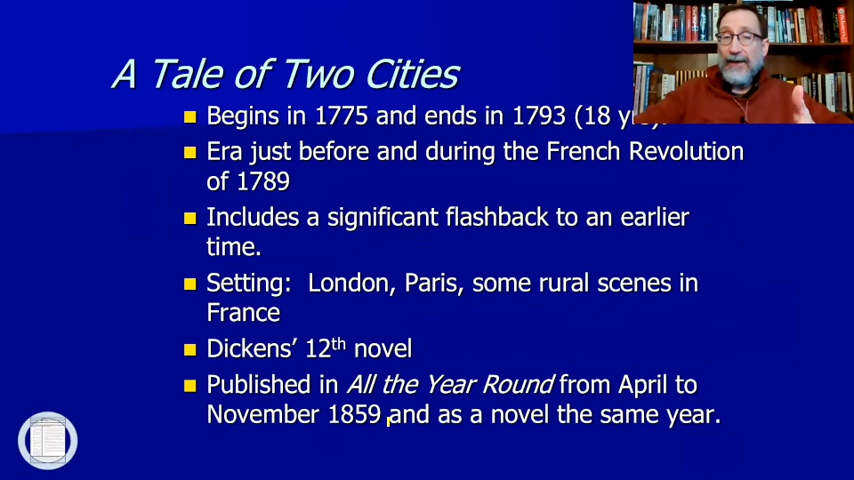 A Tale of Two Cities
Begins in 1775 and ends in 1793 (18
Era just before and during the French Revolution
of 1789
Includes a significant flashback to an earlier
time.
Setting: London, Paris, some rural scenes in
France
Dickens’ 12th novel
Published in All the Year Round from April to
November 1859 and as a novel the same year.